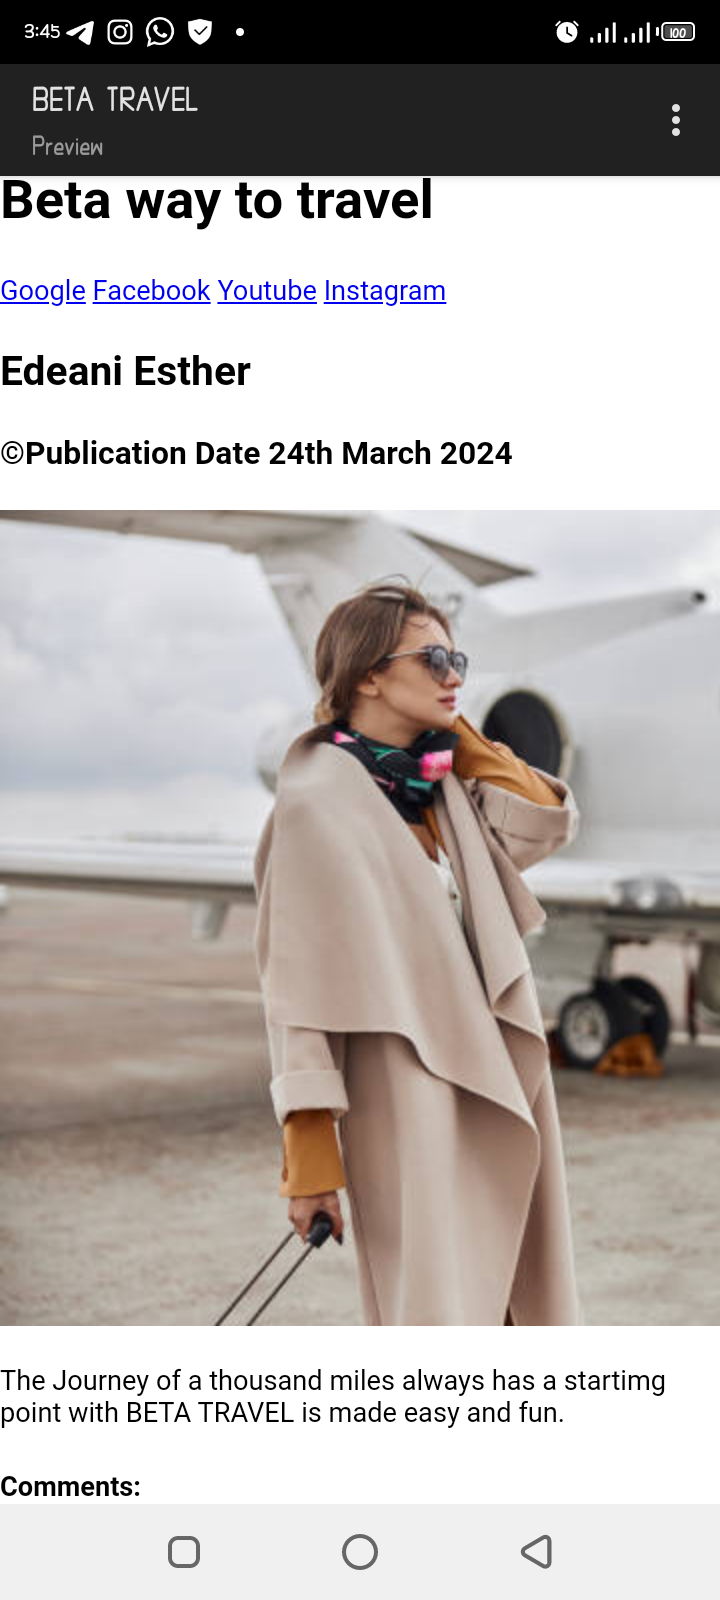 3:45
100
BETA TRAVEL
Preview
Beta way to travel
Google Facebook Youtube Instagram
Edeani Esther
©Publication Date 24th March 2024
The Journey of a thousand miles always has a startimg
point with BETA TRAVEL is made easy and fun.
Comments: